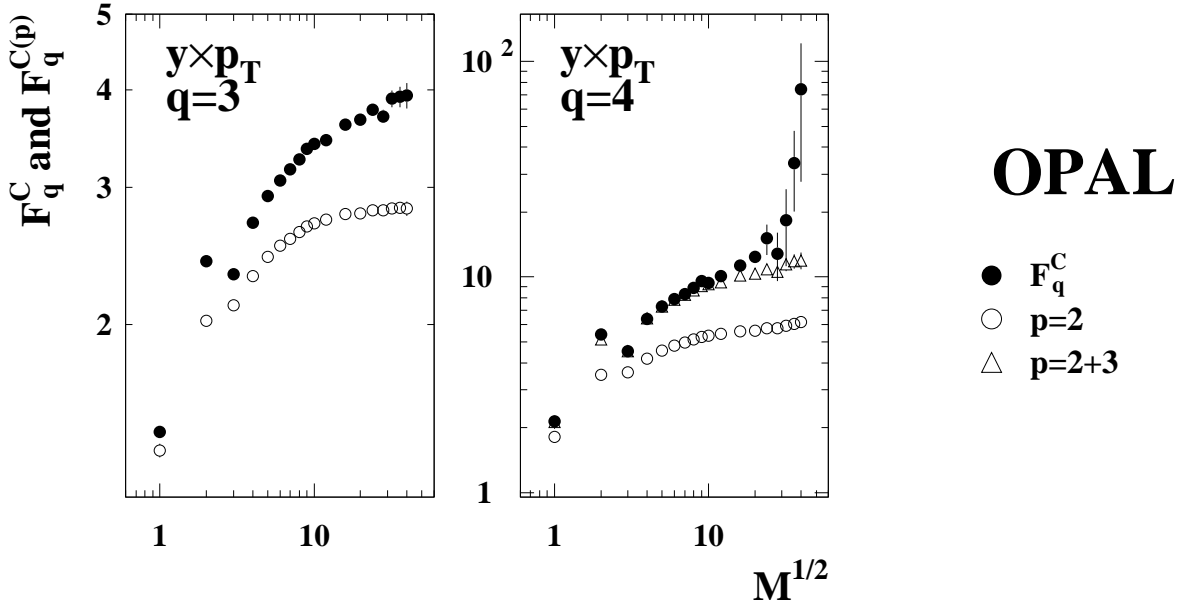 F_q^C and F_q^{C(p)}
5
4
3
2
y×p_T
q=3
1
10
10^2
10
1
y×p_T
q=4
1
10
M^{1/2}
OPAL
F_q^C
p=2
p=2+3